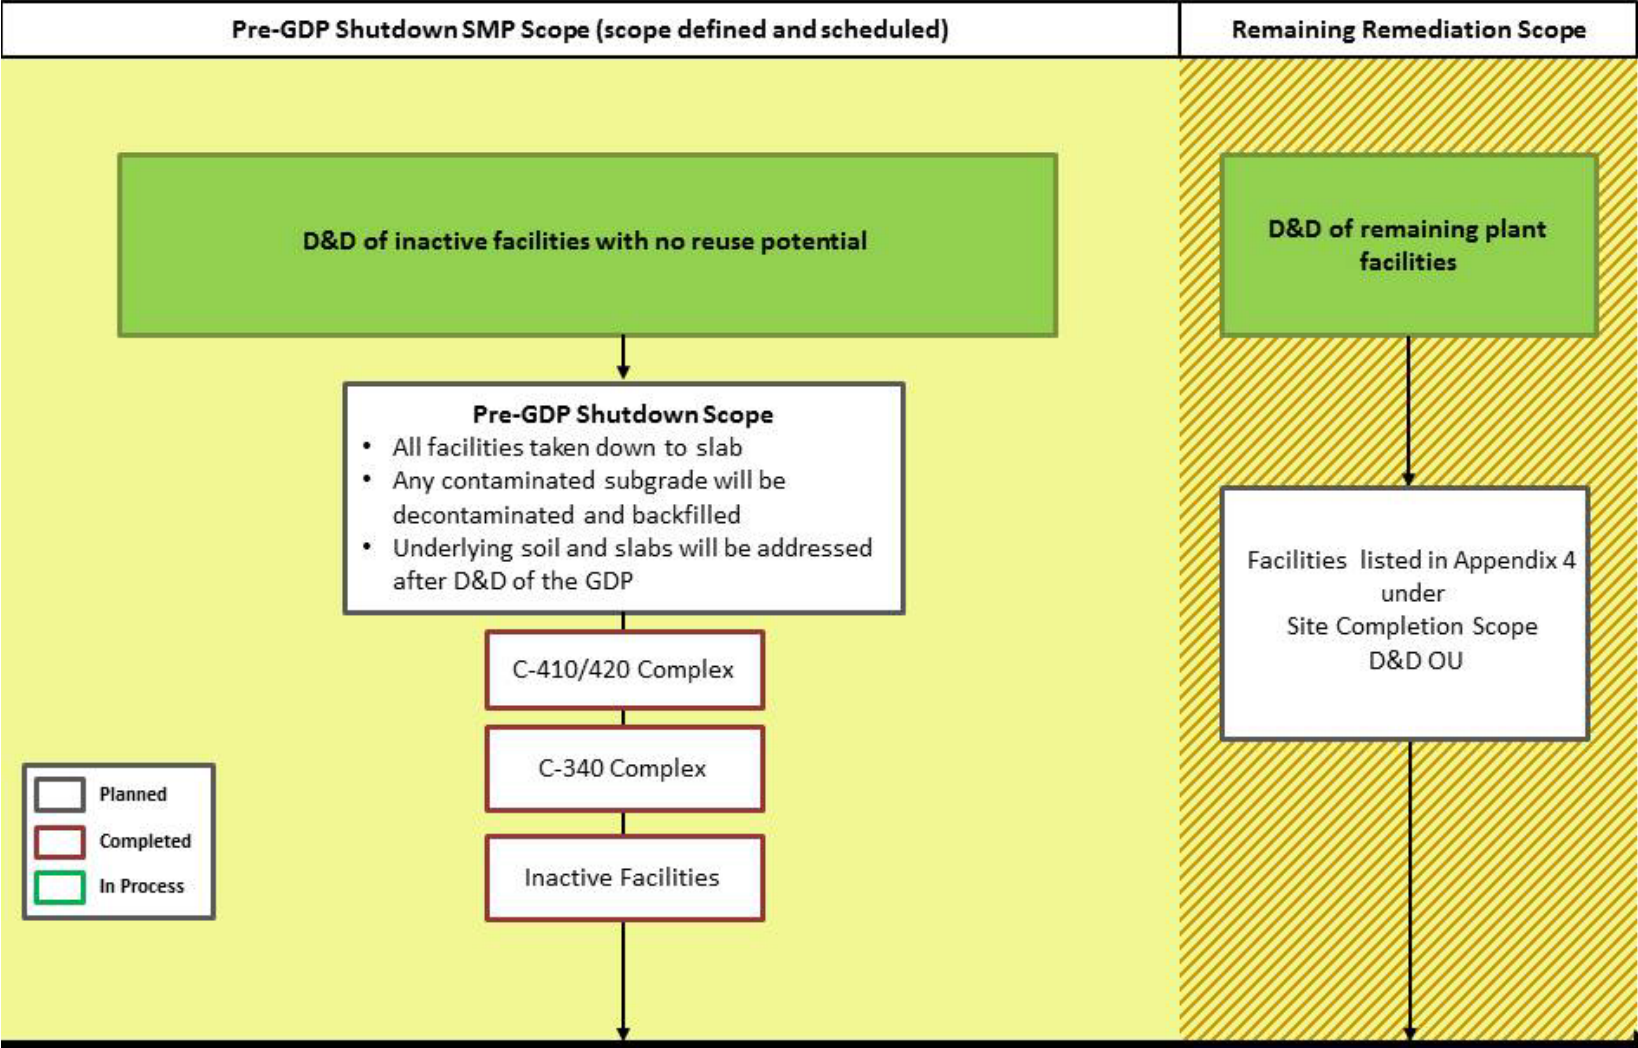 Pre-GDP Shutdown SMP Scope (scope defined and scheduled)
Remaining Remediation Scope
D&D of inactive facilities with no reuse potential
D&D of remaining plant
facilities
Pre-GDP Shutdown Scope
• All facilities taken down to slab
• Any contaminated subgrade will be
decontaminated and backfilled
• Underlying soil and slabs will be addressed
after D&D of the GDP
Facilities listed in Appendix 4
under
Site Completion Scope
D&D OU
C-410/420 Complex
C-340 Complex
Inactive Facilities
Planned
Completed
In Process